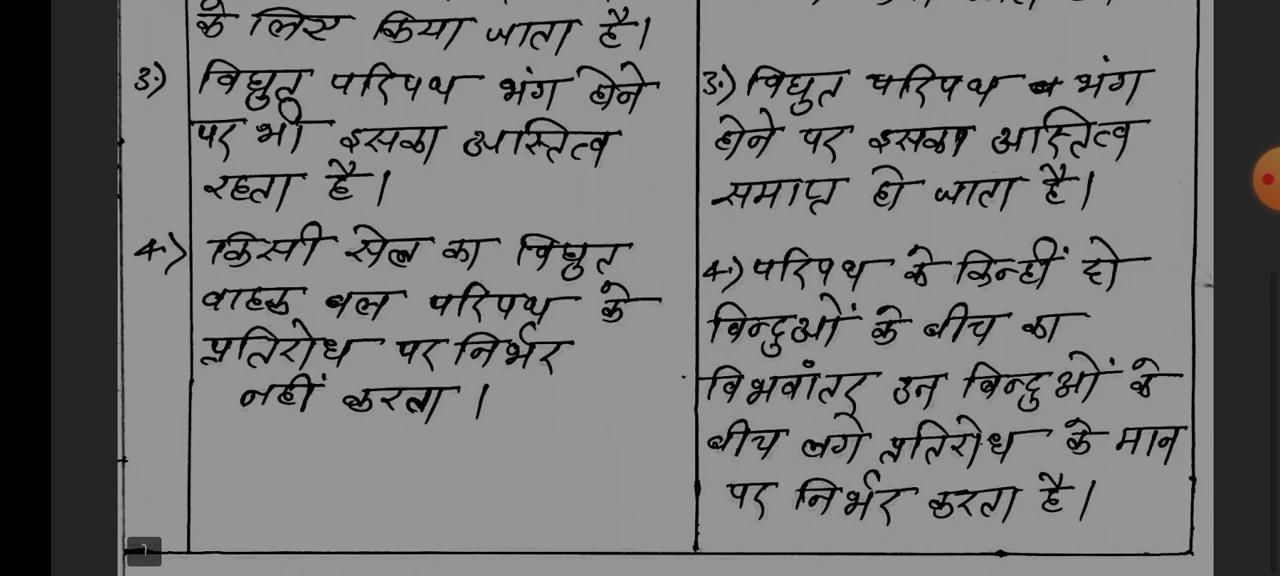 के लिए किया जाता है।
3.) विद्युत परिपथ भंग होने
पर भी इसका अस्तित्व
रहता है।
4.) किसी सेल का विद्युत
वाहक बल परिपथ के
प्रतिरोध पर निर्भर
नहीं करता।
3.) विद्युत परिपथ भंग
होने पर इसका अस्तित्व
समाप्त हो जाता है।
4.) परिपथ के किन्हीं दो
बिन्दुओं के बीच का
विभवांतर उन बिन्दुओं के
बीच लगे प्रतिरोध के मान
पर निर्भर करता है।